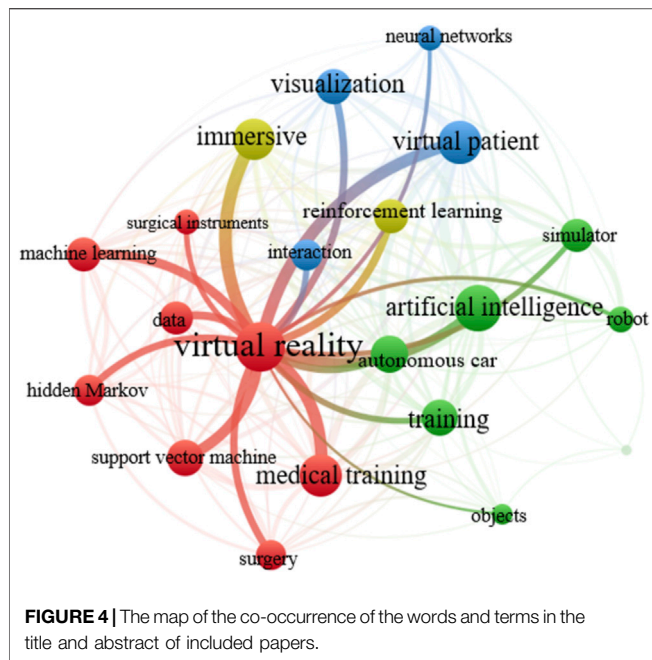 neural networks
visualization
immersive
virtual patient
surgical instruments
reinforcement learning
machine learning
interaction
simulator
data
artificial intelligence
robot
virtual reality
autonomous car
hidden Markov
training
support vector machine
medical training
objects
surgery
FIGURE 4 | The map of the co-occurrence of the words and terms in the
title and abstract of included papers.